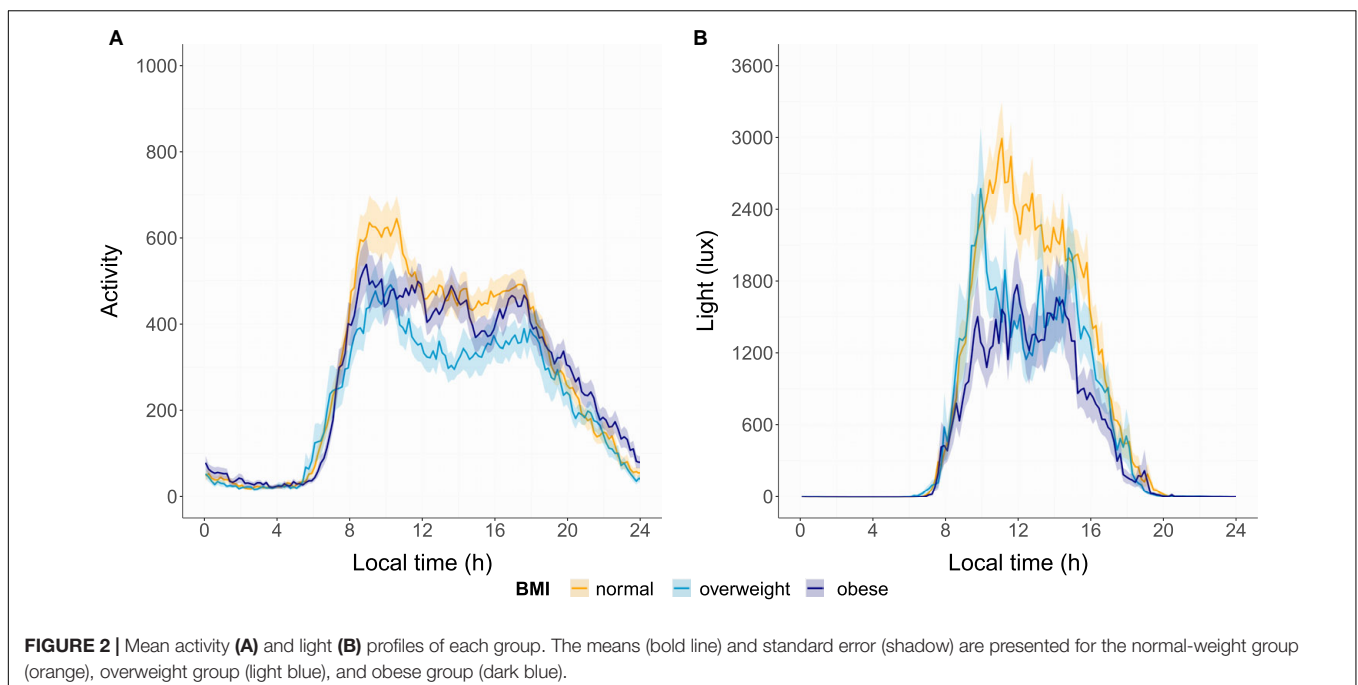 A
B
1000
800
600
400
200
0
Activity
0 4 8 12 16 20 24
Local time (h)
3600
3000
2400
1800
1200
600
0
Light (lux)
0 4 8 12 16 20 24
Local time (h)
BMI normal overweight obese
FIGURE 2 | Mean activity (A) and light (B) profiles of each group. The means (bold line) and standard error (shadow) are presented for the normal-weight group
(orange), overweight group (light blue), and obese group (dark blue).